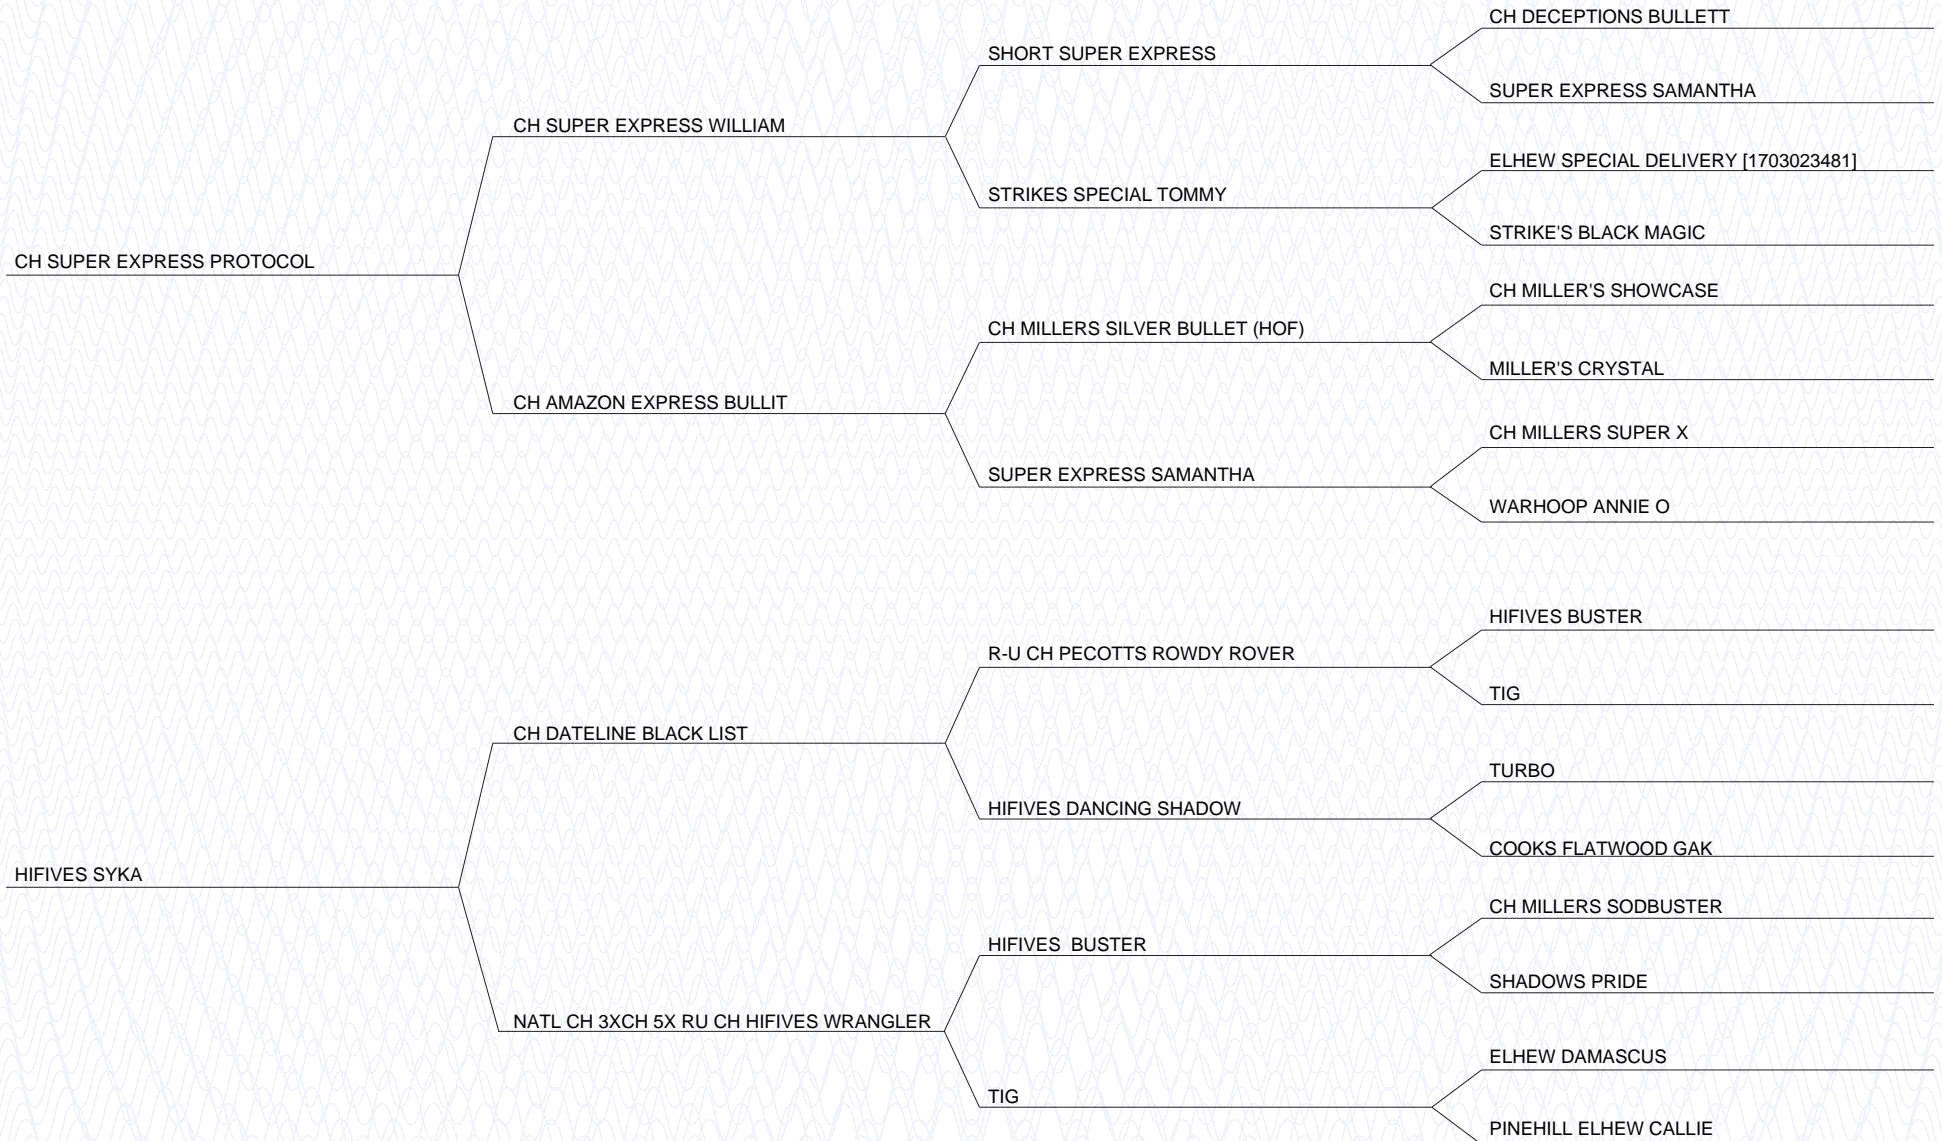 CH DECEPTIONS BULLETT
SHORT SUPER EXPRESS
SUPER EXPRESS SAMANTHA
CH SUPER EXPRESS WILLIAM
ELHEW SPECIAL DELIVERY [1703023481]
STRIKES SPECIAL TOMMY
STRIKE'S BLACK MAGIC
CH SUPER EXPRESS PROTOCOL
CH MILLER'S SHOWCASE
CH MILLERS SILVER BULLET (HOF)
MILLER'S CRYSTAL
CH AMAZON EXPRESS BULLIT
CH MILLERS SUPER X
SUPER EXPRESS SAMANTHA
WARHOOP ANNIE O
HIFIVES BUSTER
R-U CH PECOTTS ROWDY ROVER
TIG
CH DATELINE BLACK LIST
TURBO
HIFIVES DANCING SHADOW
COOKS FLATWOOD GAK
HIFIVES SYKA
CH MILLERS SODBUSTER
HIFIVES  BUSTER
SHADOWS PRIDE
NATL CH 3XCH 5X RU CH HIFIVES WRANGLER
ELHEW DAMASCUS
TIG
PINEHILL ELHEW CALLIE